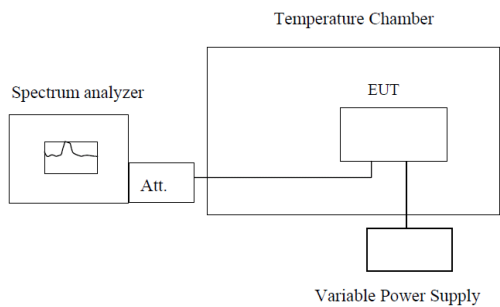 Temperature Chamber
Spectrum analyzer
EUT
Att.
Variable Power Supply